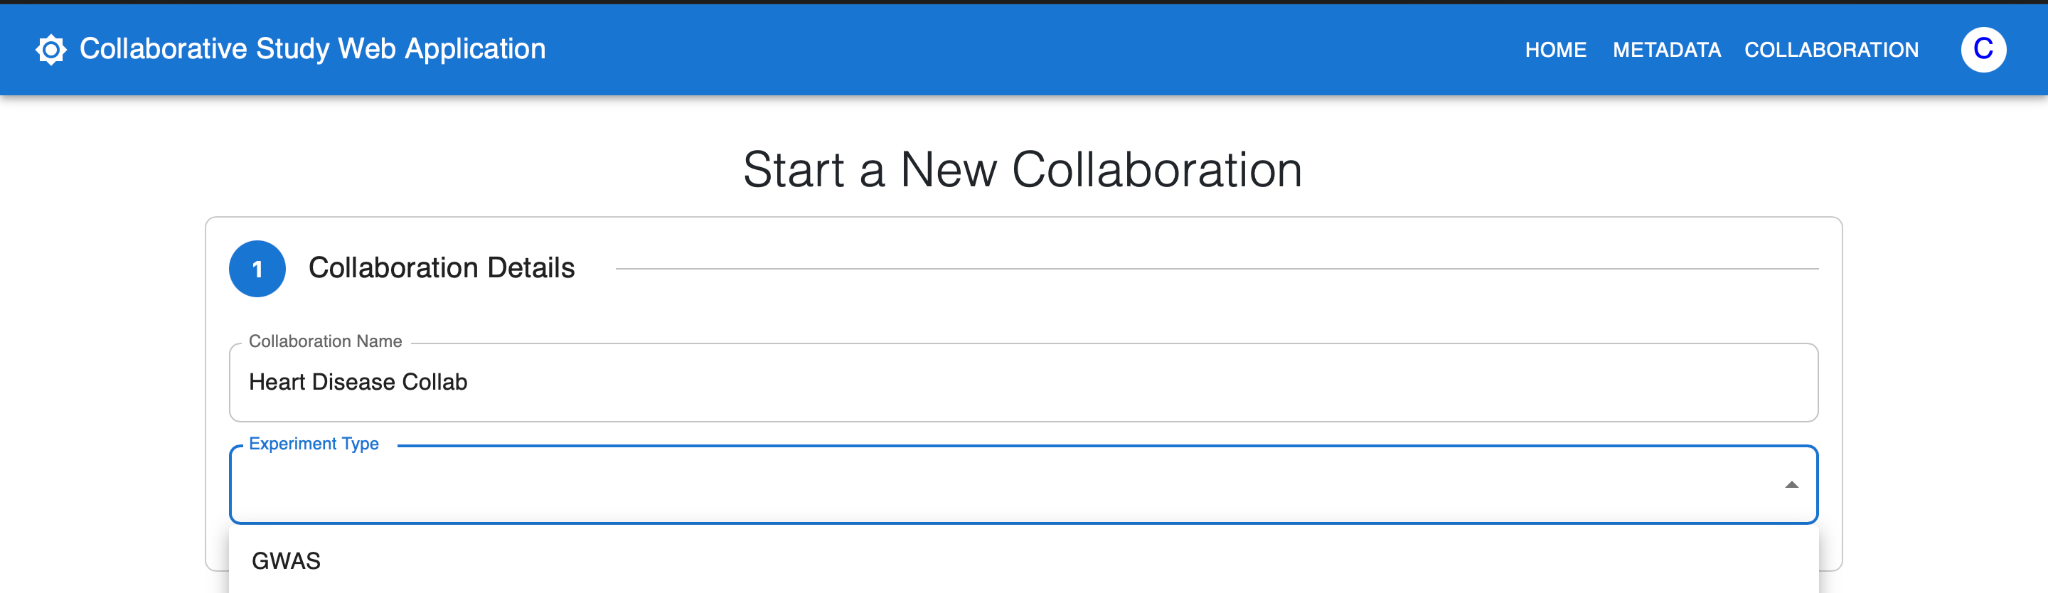 Collaborative Study Web Application
HOME METADATA COLLABORATION C
Start a New Collaboration
1 Collaboration Details
Collaboration Name
Heart Disease Collab
Experiment Type
GWAS